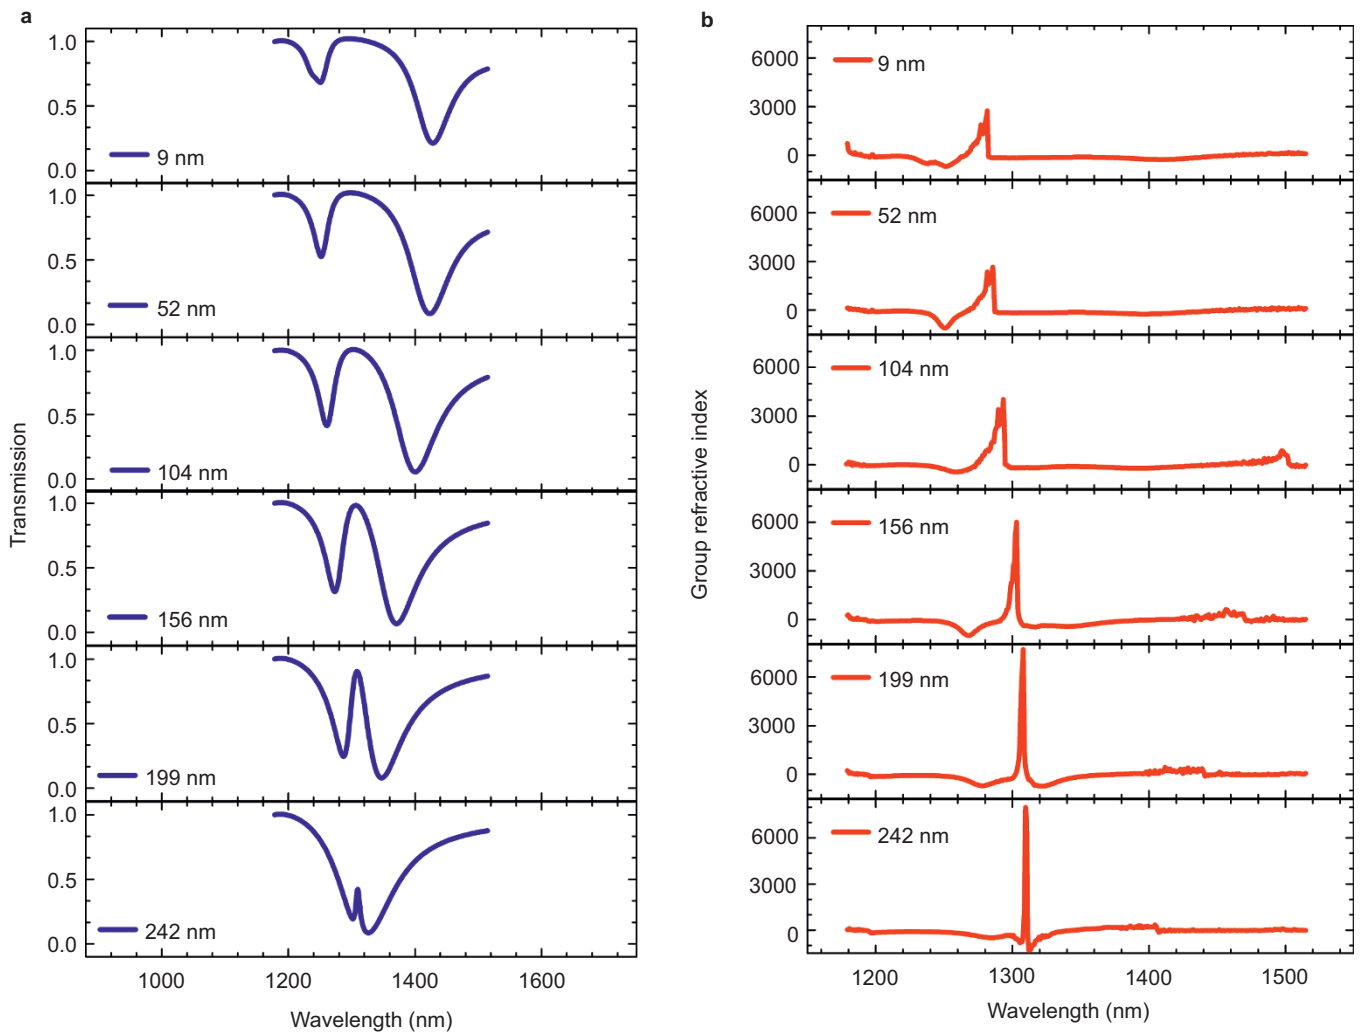 a
1.0
0.5
0.0
9 nm
1.0
0.5
0.0
52 nm
1.0
0.5
0.0
104 nm
1.0
0.5
0.0
156 nm
1.0
0.5
0.0
199 nm
1.0
0.5
0.0
242 nm
1000 1200 1400 1600
Wavelength (nm)
Transmission
b
6000
3000
0
9 nm
6000
3000
0
52 nm
6000
3000
0
104 nm
6000
3000
0
156 nm
6000
3000
0
199 nm
6000
3000
0
242 nm
1200 1300 1400 1500
Wavelength (nm)
Group refractive index